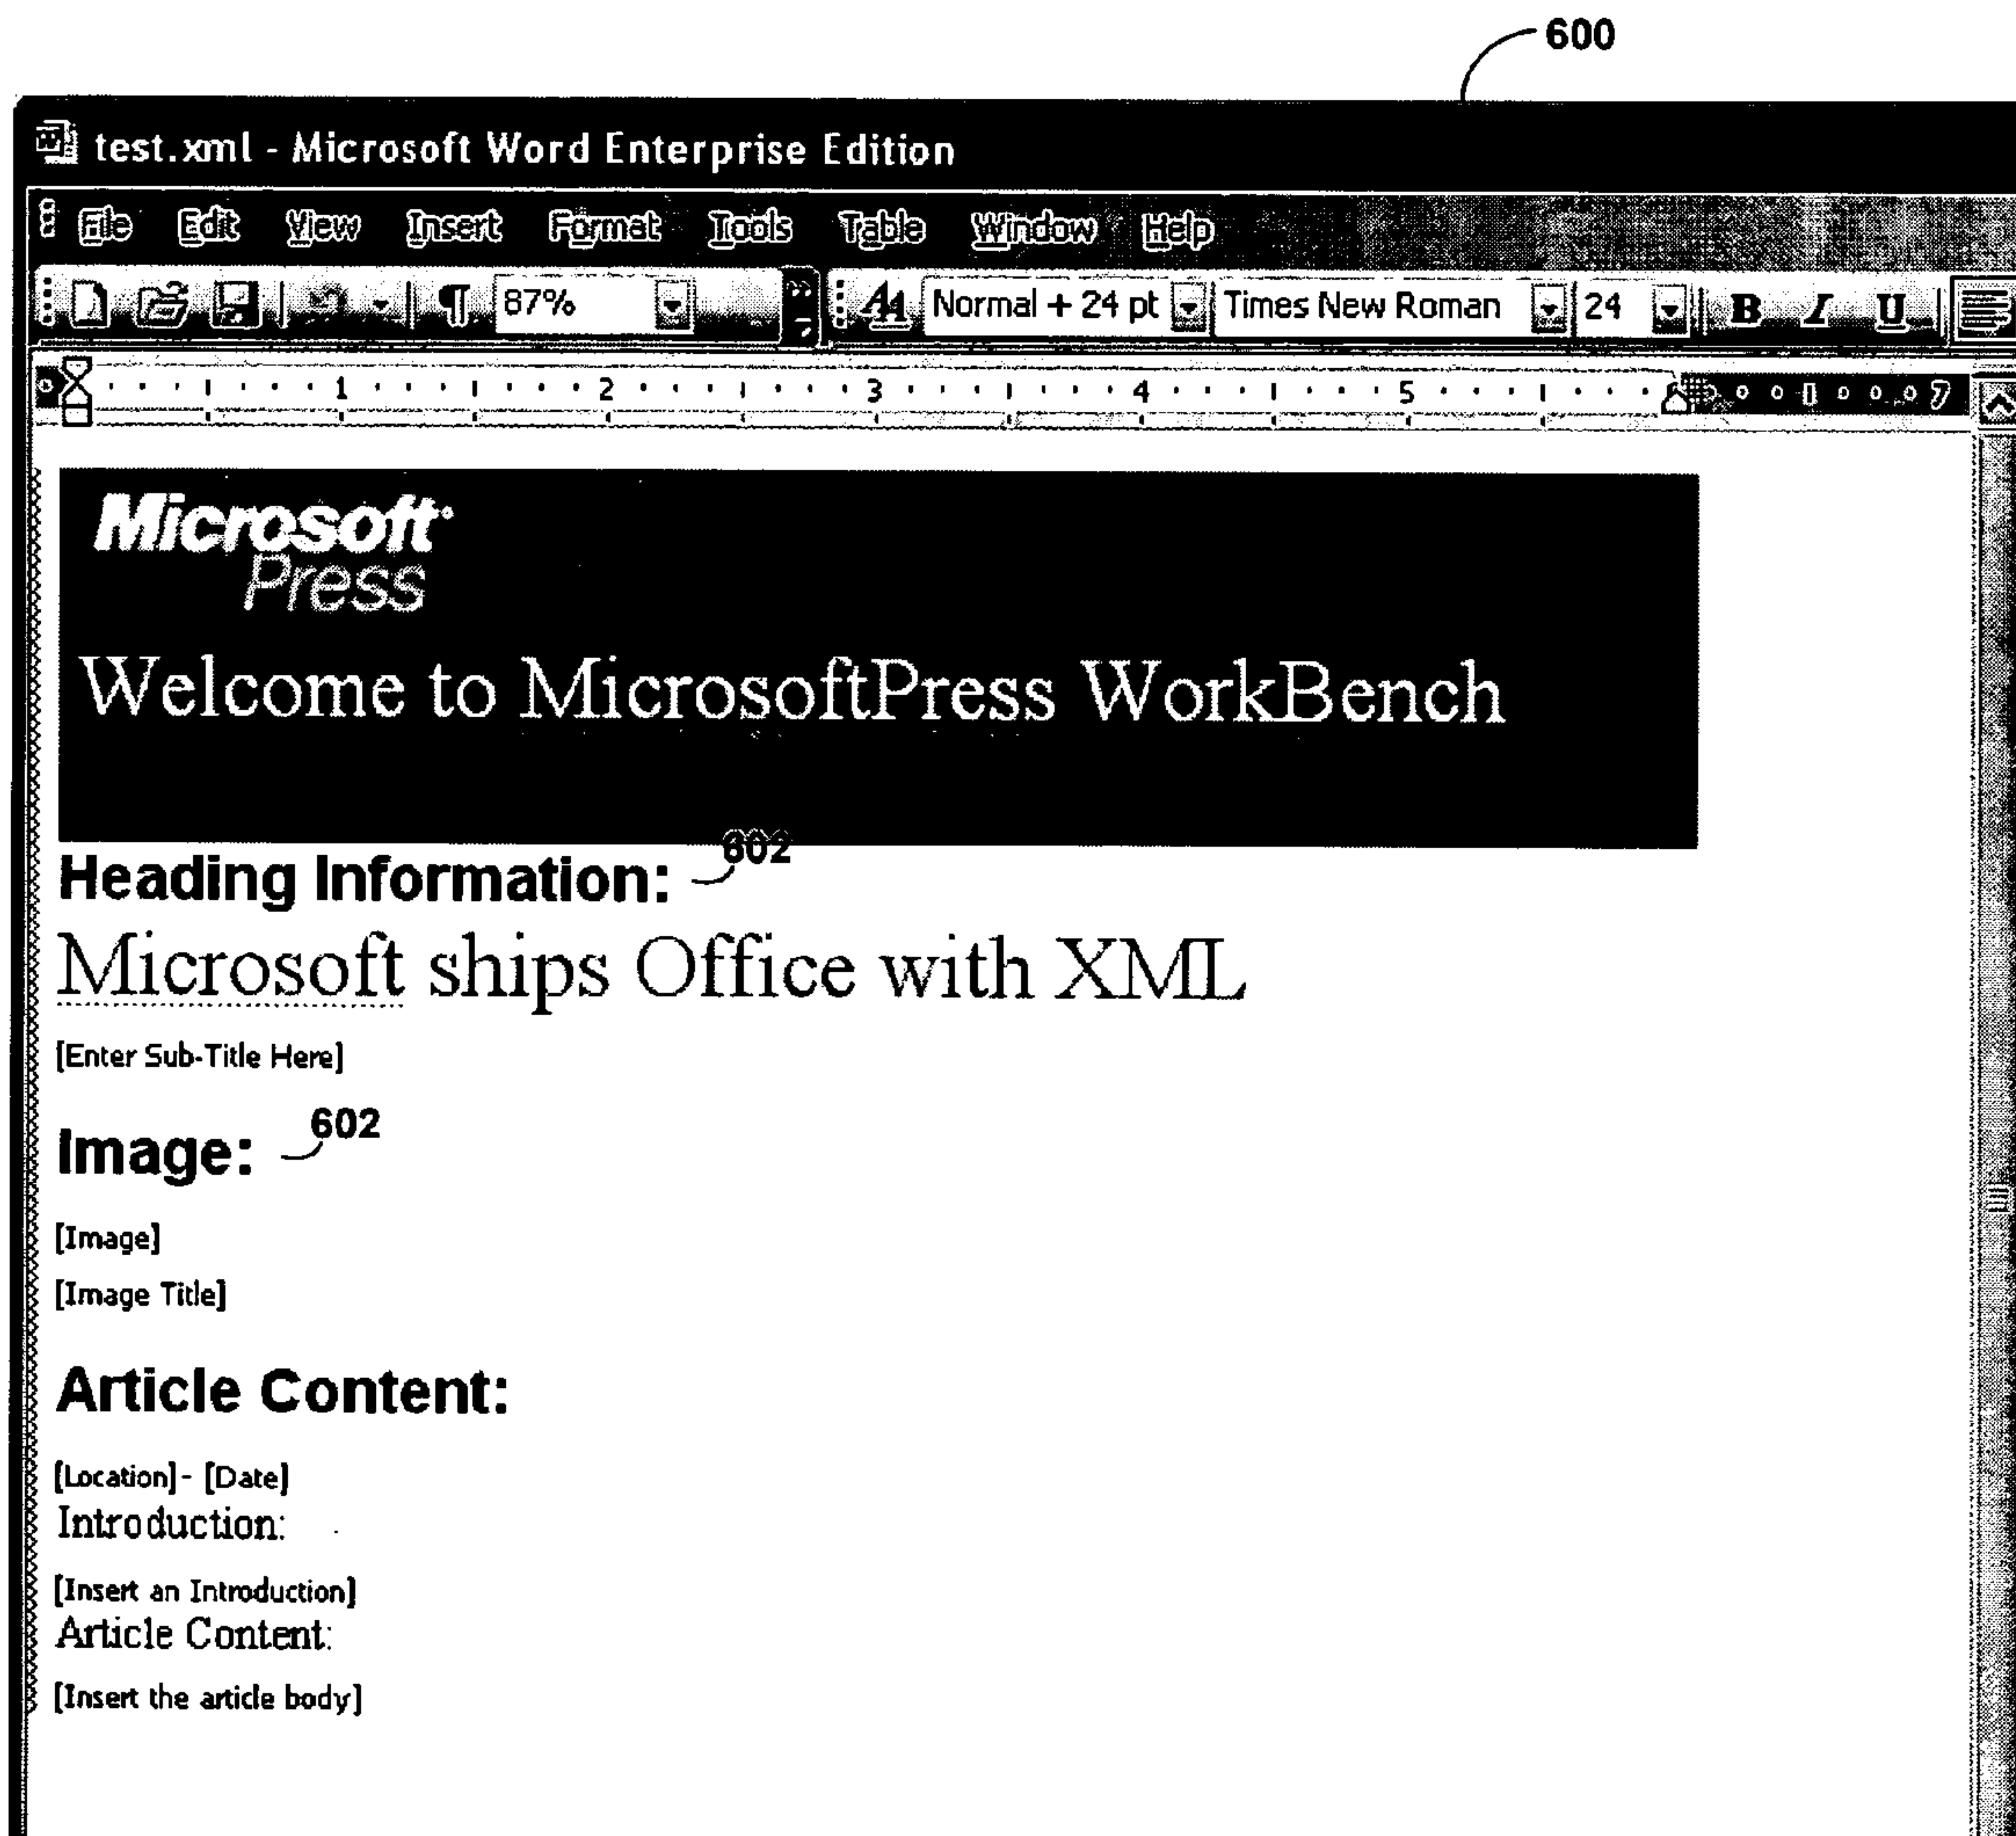 600
test.xml - Microsoft Word Enterprise Edition
File Edit View Insert Format Tools Table Window Help
87% Normal + 24 pt Times New Roman 24 B I U
1 2 3 4 5 7
Microsoft
Press
Welcome to MicrosoftPress WorkBench
602
Heading Information:
Microsoft ships Office with XML
[Enter Sub-Title Here]
Image: 602
[Image]
[Image Title]
Article Content:
[Location]- [Date]
Introduction:
[Insert an Introduction]
Article Content:
[Insert the article body]